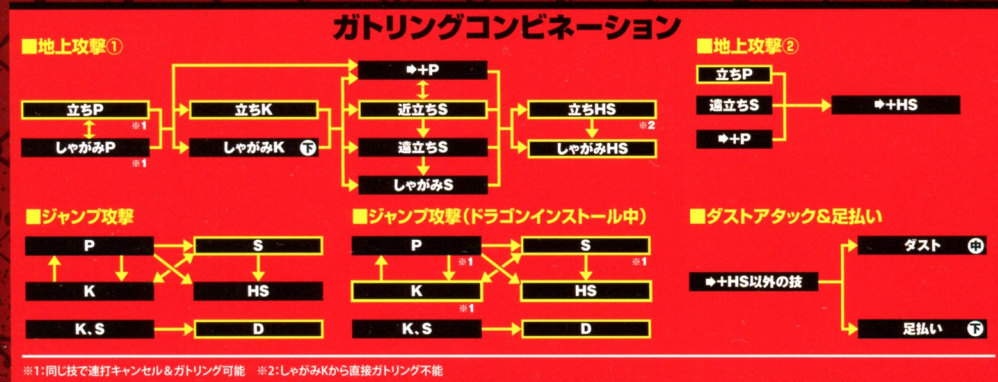 ガトリングコンビネーション
■地上攻撃①
立ちP
※1
しゃがみP
※1
立ちK
しゃがみK 下
➡+P
近立ちS
遠立ちS
しゃがみS
立ちHS
※2
しゃがみHS
■地上攻撃②
立ちP
遠立ちS
➡+P
➡+HS
■ジャンプ攻撃
P
S
K
HS
K、S
D
■ジャンプ攻撃(ドラゴンインストール中)
P
※1
S
※1
K
※1
HS
K、S
D
■ダストアタック&足払い
➡+HS以外の技
ダスト 中
足払い 下
※1:同じ技で連打キャンセル&ガトリング可能 ※2:しゃがみKから直接ガトリング不能